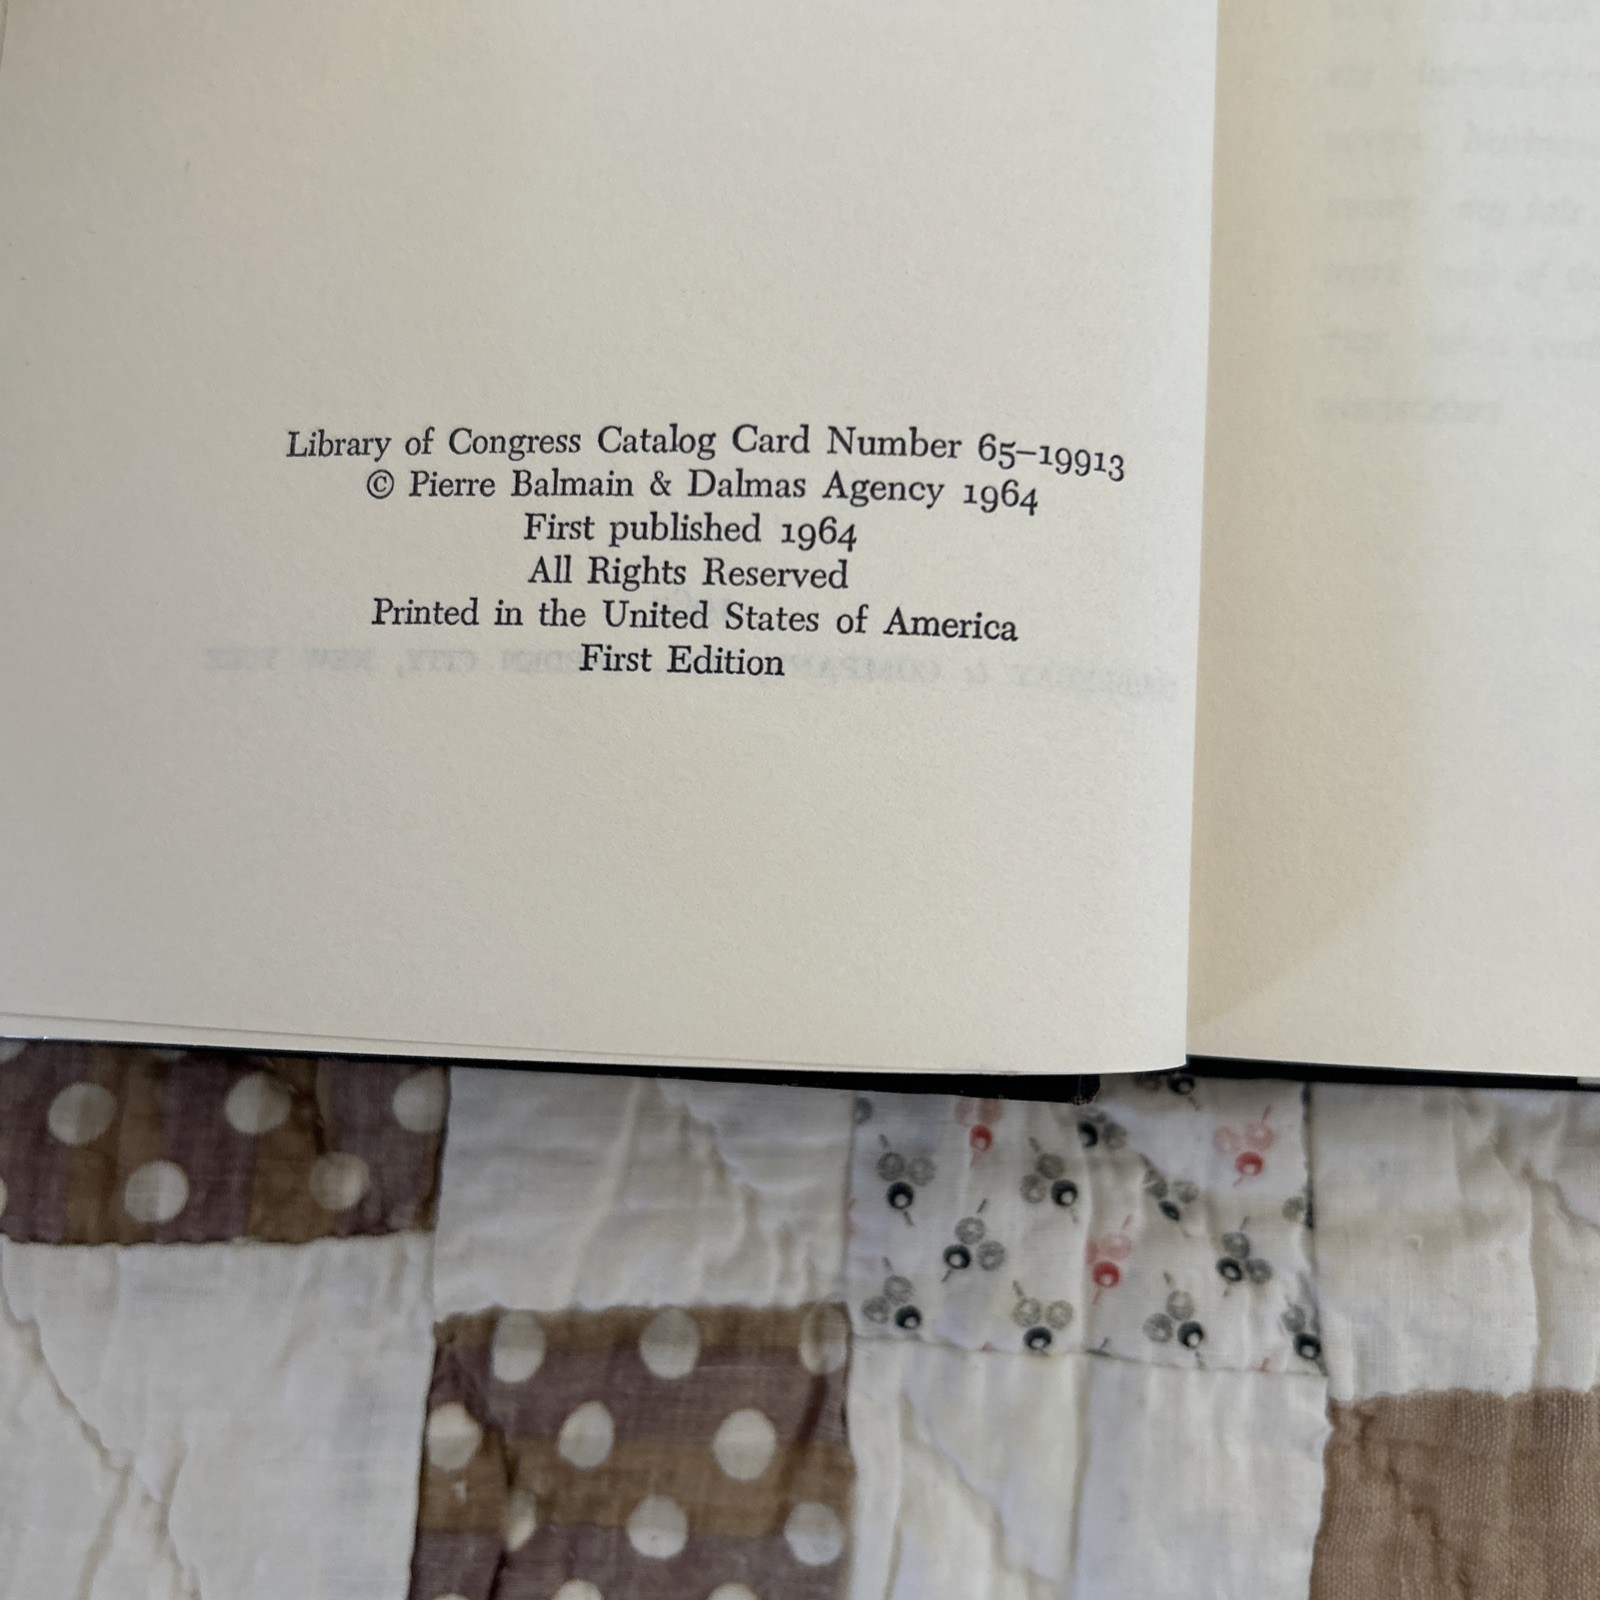 Library of Congress Catalog Card Number 65–19913
© Pierre Balmain & Dalmas Agency 1964
First published 1964
All Rights Reserved
Printed in the United States of America
First Edition